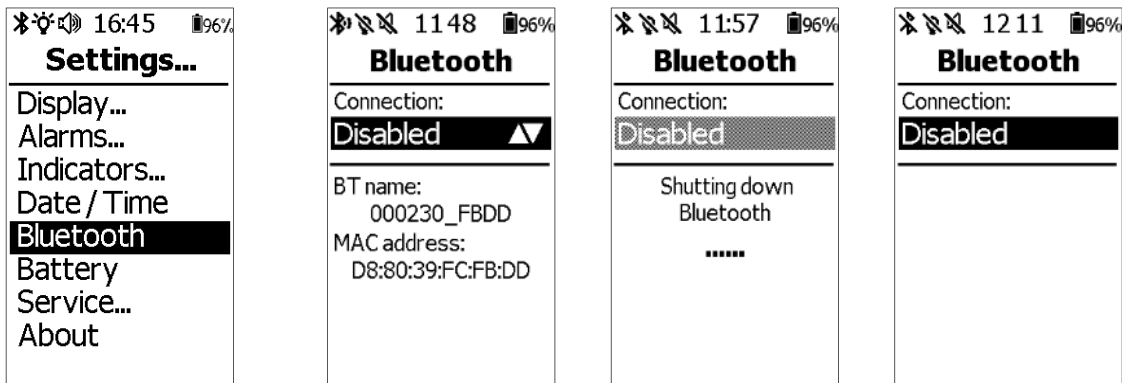 16:45 96%
Settings...
Display...
Alarms...
Indicators...
Date / Time
Bluetooth
Battery
Service...
About
11 48 96%
Bluetooth
Connection:
Disabled
BT name:
000230_FBDD
MAC address:
D8:80:39:FC:FB:DD
11:57 96%
Bluetooth
Connection:
Disabled
Shutting down
Bluetooth
......
12 11 96%
Bluetooth
Connection:
Disabled